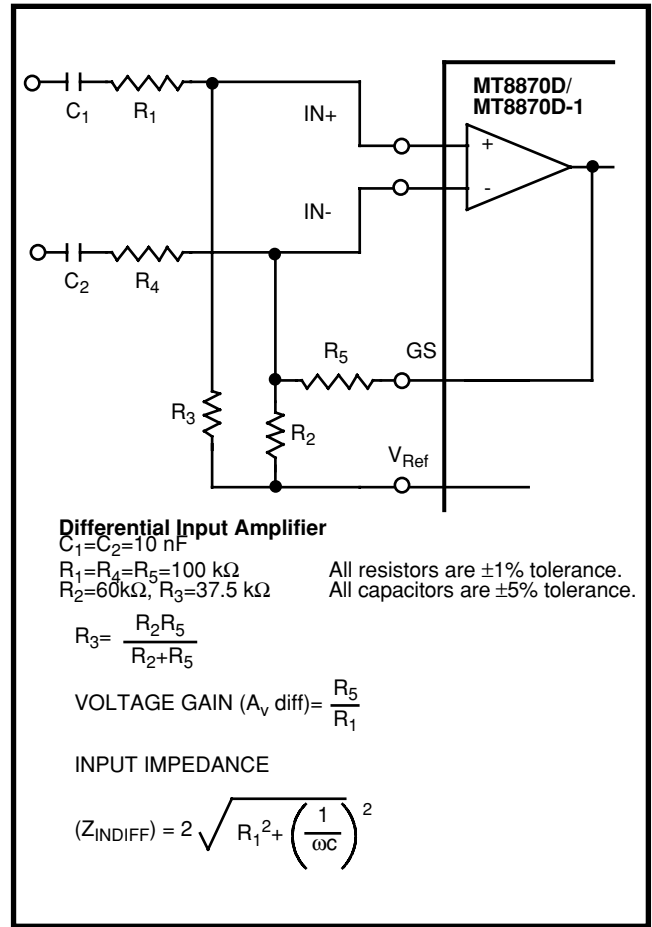 MT8870D/
MT8870D-1
C₁
R₁
IN+
+
IN-
-
C₂
R₄
R₅
GS
R₃
R₂
V_Ref
Differential Input Amplifier
C₁=C₂=10 nF
R₁=R₄=R₅=100 kΩ All resistors are ±1% tolerance.
R₂=60kΩ, R₃=37.5 kΩ All capacitors are ±5% tolerance.
R₃= R₂R₅ / R₂+R₅
VOLTAGE GAIN (Aᵥ diff)= R₅ / R₁
INPUT IMPEDANCE
(Z_INDIFF) = 2 √ R₁²+ (1 / ωc)²